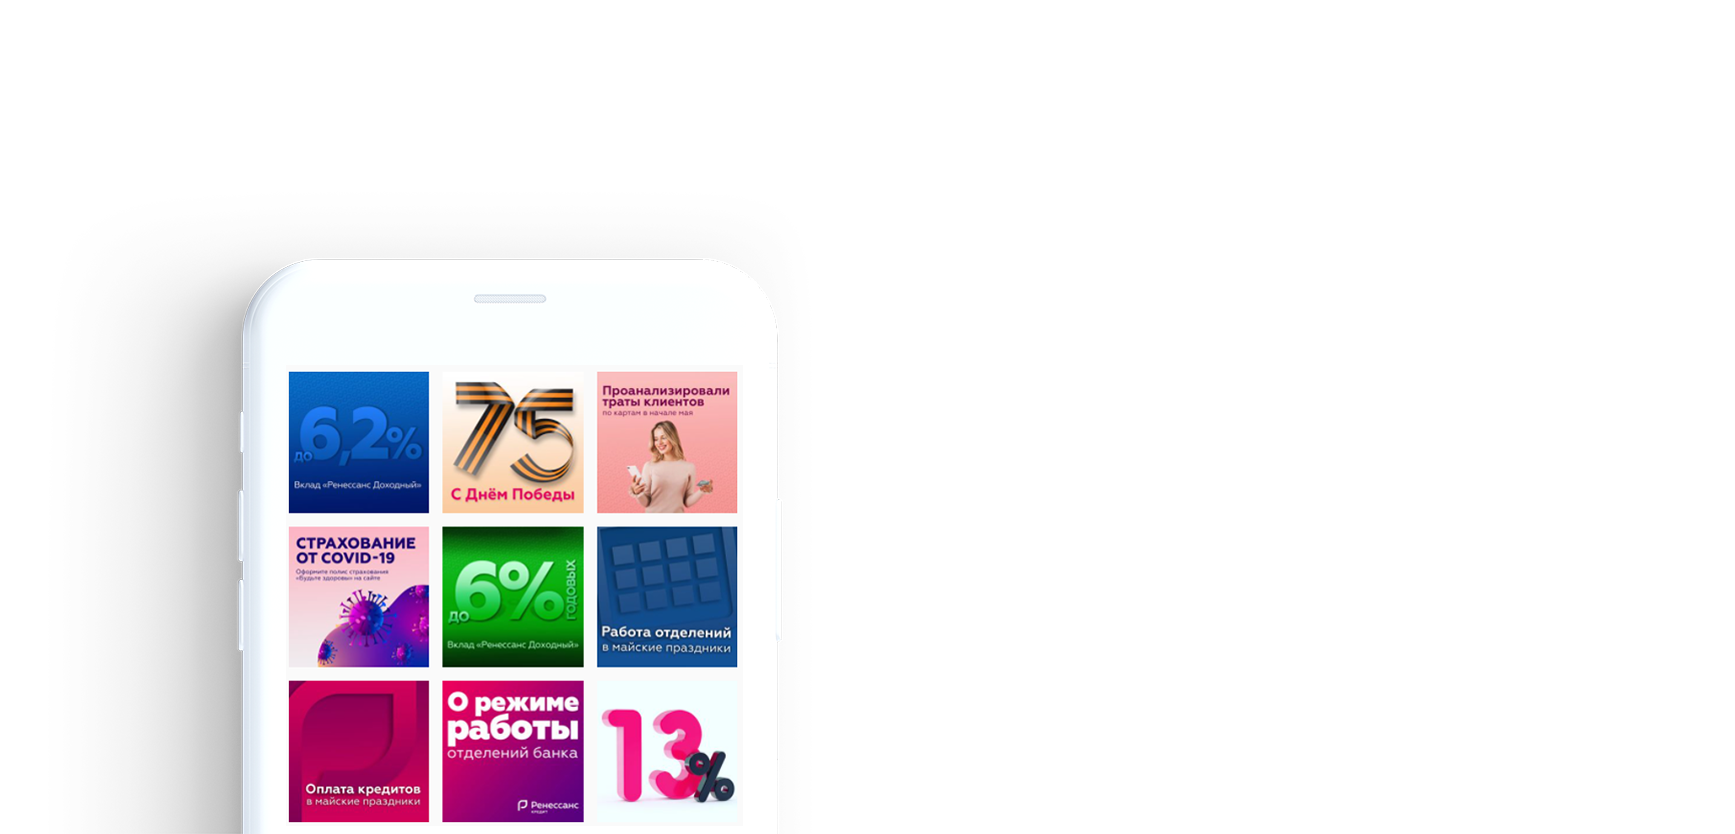 до 6,2%
Вклад «Ренессанс Доходный»
75
С Днём Победы
Проанализировали
траты клиентов
по картам в начале мая
СТРАХОВАНИЕ
ОТ COVID-19
Оформите полис страхования
«Будьте здоровы» на сайте
до 6% ГОДОВЫХ
Вклад «Ренессанс Доходный»
Работа отделений
в майские праздники
Оплата кредитов
в майские праздники
О режиме
работы
отделений банка
Ренессанс
кредит
13%